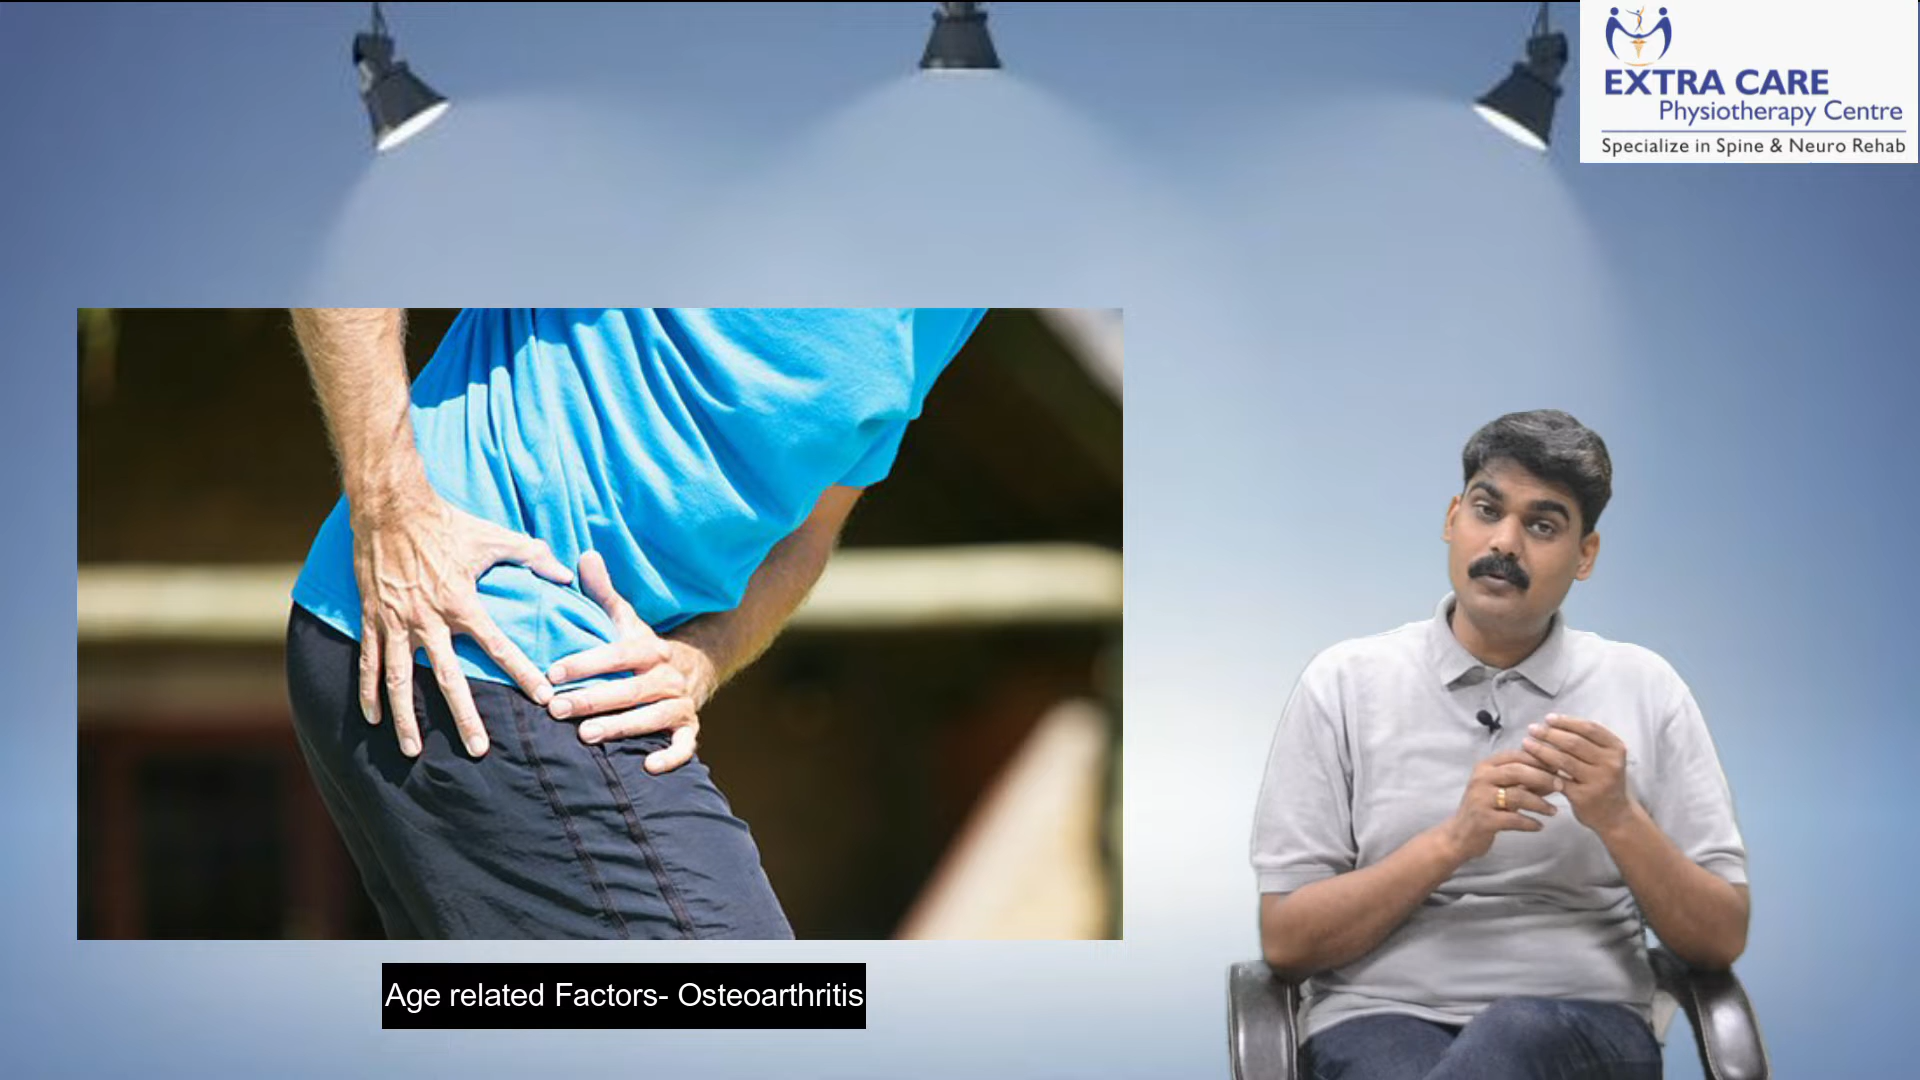 EXTRA CARE
Physiotherapy Centre
Specialize in Spine & Neuro Rehab
Age related Factors- Osteoarthritis